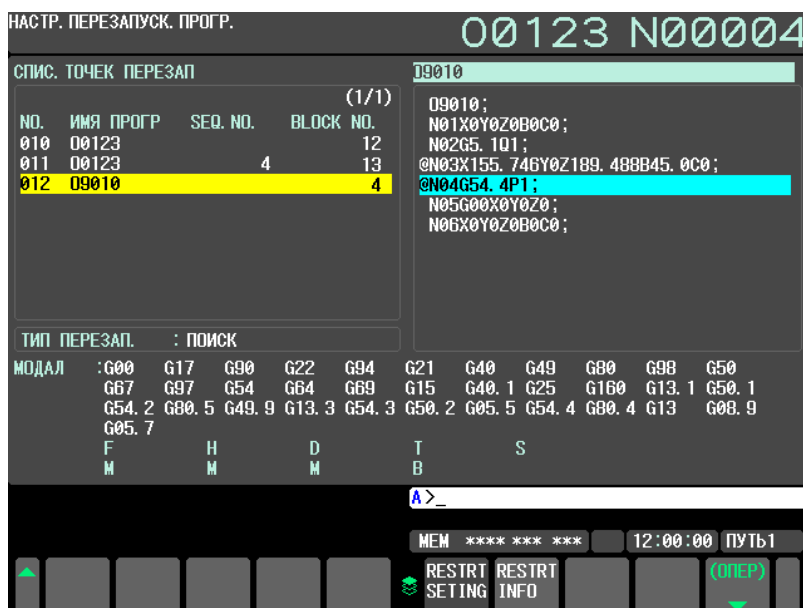 НАСТР. ПЕРЕЗАПУСК. ПРОГР.
O0123 N00004
СПИС. ТОЧЕК ПЕРЕЗАП
(1/1)
NO. ИМЯ ПРОГР SEQ. NO. BLOCK NO.
010 O0123 12
011 O0123 4 13
012 O9010 4
O9010
O9010;
N01X0Y0Z0B0C0;
N02G5. 1Q1;
@N03X155. 746Y0Z189. 488B45. 0C0;
@N04G54. 4P1;
N05G00X0Y0Z0;
N06X0Y0Z0B0C0;
ТИП ПЕРЕЗАП. : ПОИСК
МОДАЛ :G00 G17 G90 G22 G94 G21 G40 G49 G80 G98 G50
G67 G97 G54 G64 G69 G15 G40. 1 G25 G160 G13. 1 G50. 1
G54. 2 G80. 5 G49. 9 G13. 3 G54. 3 G50. 2 G05. 5 G54. 4 G80. 4 G13 G08. 9
G05. 7
F H D T S
M M M B
A >_
MEM **** *** *** 12:00:00 ПУТЬ1
RESTRT SETING
RESTRT INFO
(ОПЕР)